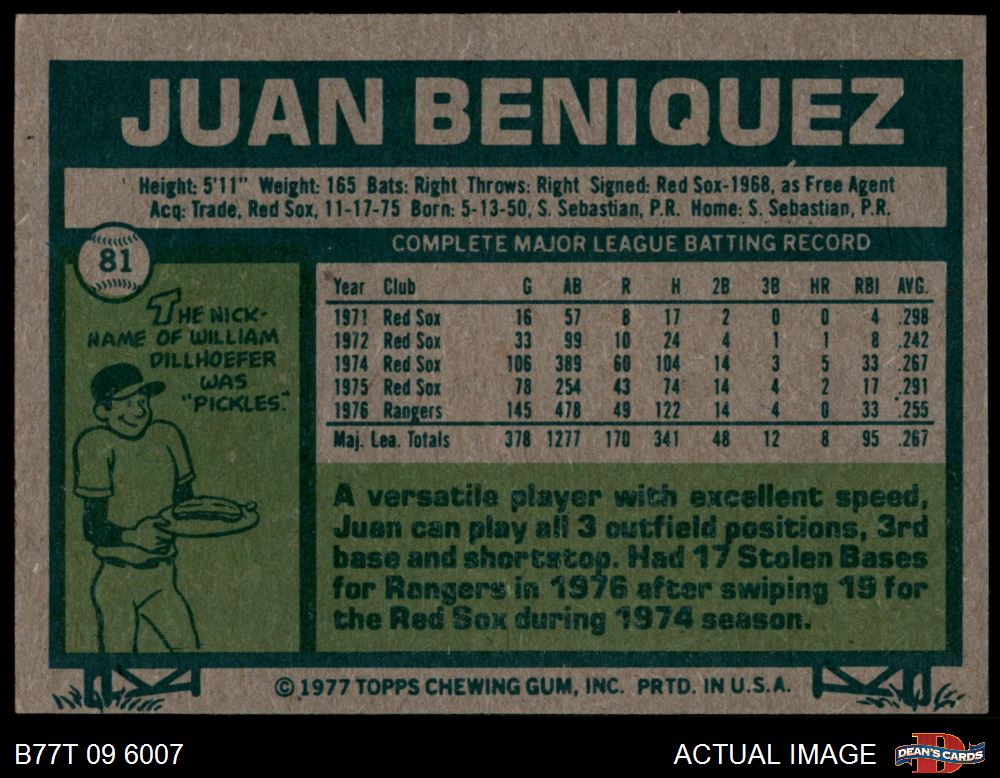 JUAN BENIQUEZ
Height: 5'11" Weight: 165 Bats: Right Throws: Right Signed: Red Sox-1968, as Free Agent
Acq: Trade, Red Sox, 11-17-75 Born: 5-13-50, S. Sebastian, P.R. Home: S. Sebastian, P.R.
81
THE NICK-
NAME OF WILLIAM
DILLHOEFER
WAS
"PICKLES."
COMPLETE MAJOR LEAGUE BATTING RECORD
Year Club G AB R H 2B 3B HR RBI AVG.
1971 Red Sox 16 57 8 17 2 0 0 4 .298
1972 Red Sox 33 99 10 24 4 1 1 8 .242
1974 Red Sox 106 389 60 104 14 3 5 33 .267
1975 Red Sox 78 254 43 74 14 4 2 17 .291
1976 Rangers 145 478 49 122 14 4 0 33 .255
Maj. Lea. Totals 378 1277 170 341 48 12 8 95 .267
A versatile player with excellent speed,
Juan can play all 3 outfield positions, 3rd
base and shortstop. Had 17 Stolen Bases
for Rangers in 1976 after swiping 19 for
the Red Sox during 1974 season.
© 1977 TOPPS CHEWING GUM, INC. PRTD. IN U.S.A.
B77T 09 6007
ACTUAL IMAGE
D
DEAN'S CARDS